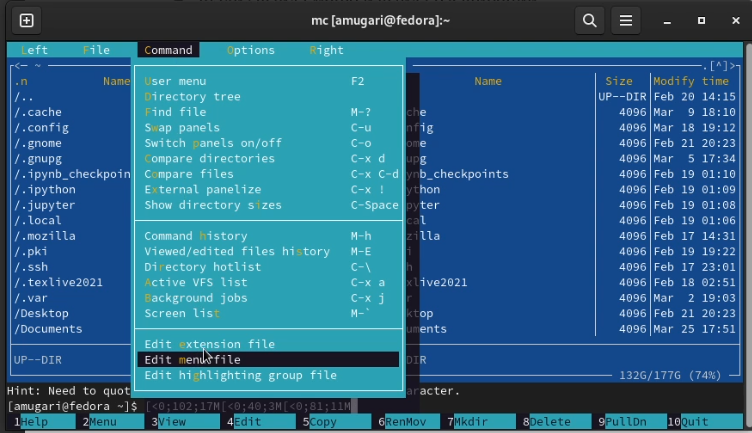 mc [amugari@fedora]:~
Left File Command Options Right
<— ~ .[^]>
.n Name
/..
/.cache
/.config
/.gnome
/.gnupg
/.ipynb_checkpoin
/.ipython
/.jupyter
/.local
/.mozilla
/.pki
/.ssh
/.texlive2021
/.var
/Desktop
/Documents
UP--DIR
User menu F2
Directory tree
Find file M-?
Swap panels C-u
Switch panels on/off C-o
Compare directories C-x d
Compare files C-x C-d
External panelize C-x !
Show directory sizes C-Space
Command history M-h
Viewed/edited files history M-E
Directory hotlist C-\
Active VFS list C-x a
Background jobs C-x j
Screen list M-`
Edit extension file
Edit menu file
Edit highlighting group file
Name Size Modify time
UP--DIR Feb 20 14:15
che 4096 Mar 9 18:10
nfig 4096 Mar 18 19:12
ome 4096 Feb 21 20:23
upg 4096 Mar 5 17:34
ynb_checkpoints 4096 Feb 19 01:10
ython 4096 Feb 19 01:09
pyter 4096 Feb 19 01:08
cal 4096 Feb 19 01:06
zilla 4096 Feb 17 14:31
i 4096 Feb 19 19:22
h 4096 Feb 17 23:01
xlive2021 4096 Feb 18 02:51
r 4096 Mar 2 19:03
ktop 4096 Feb 21 20:23
uments 4096 Mar 25 17:51
DIR
132G/177G (74%)
Hint: Need to quot aracter.
[amugari@fedora ~]$ [<0;102;17M[<0;40;3M[<0;81;11M
1Help 2Menu 3View 4Edit 5Copy 6RenMov 7Mkdir 8Delete 9PullDn 10Quit